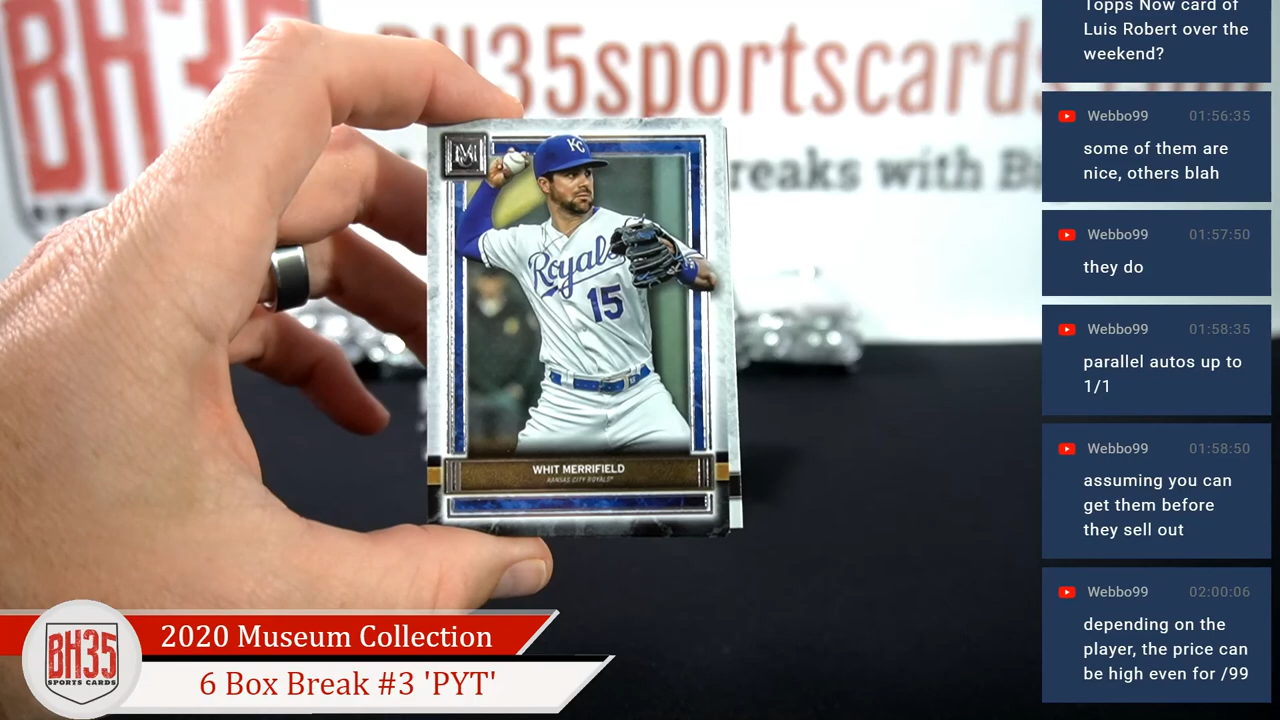 BH35
BH35sportscards.com
reaks with B
M
KC
Royals
15
WHIT MERRIFIELD
KANSAS CITY ROYALS
BH35
SPORTS CARDS
2020 Museum Collection
6 Box Break #3 'PYT'
Topps Now card of
Luis Robert over the
weekend?
Webbo99 01:56:35
some of them are
nice, others blah
Webbo99 01:57:50
they do
Webbo99 01:58:35
parallel autos up to
1/1
Webbo99 01:58:50
assuming you can
get them before
they sell out
Webbo99 02:00:06
depending on the
player, the price can
be high even for /99